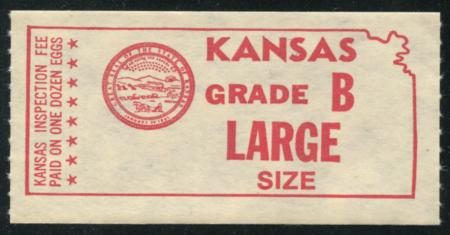 KANSAS INSPECTION FEE
PAID ON ONE DOZEN EGGS
KANSAS
GRADE B
LARGE
SIZE